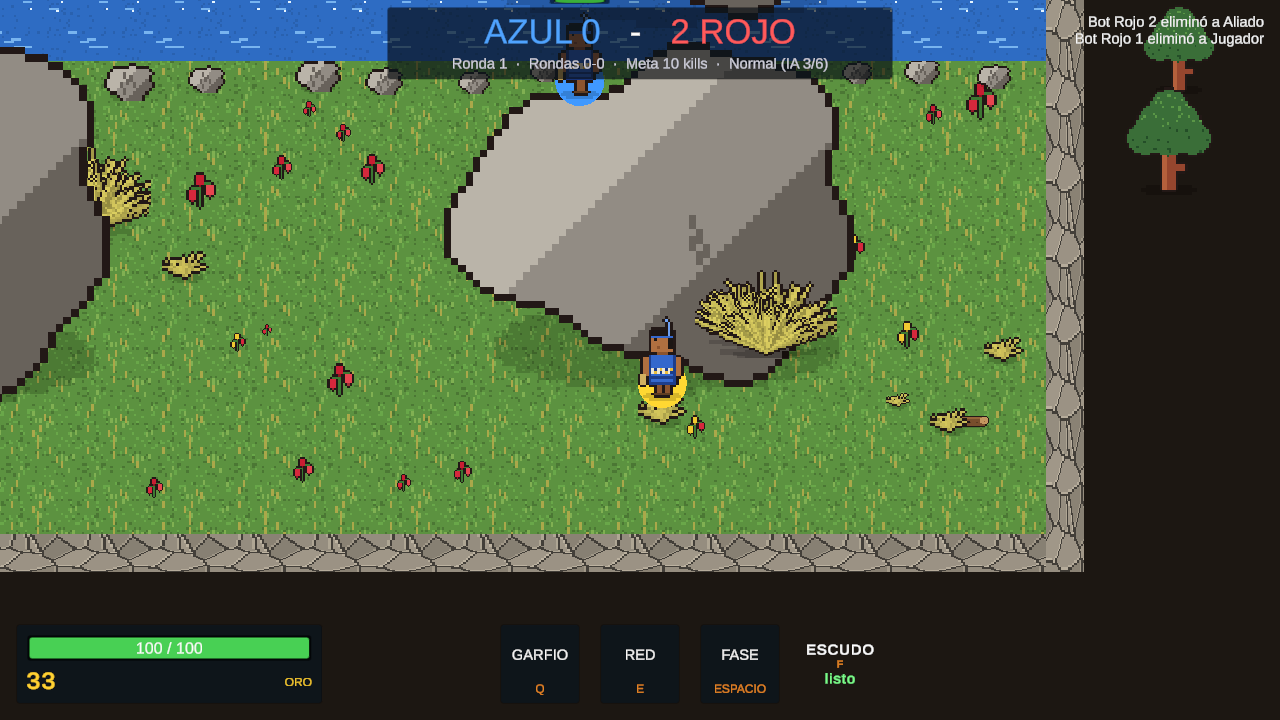 AZUL 0 - 2 ROJO
Ronda 1 · Rondas 0-0 · Meta 10 kills · Normal (IA 3/6)
Bot Rojo 2 eliminó a Aliado
Bot Rojo 1 eliminó a Jugador
100 / 100
33 ORO
GARFIO
Q
RED
E
FASE
ESPACIO
ESCUDO
F
listo